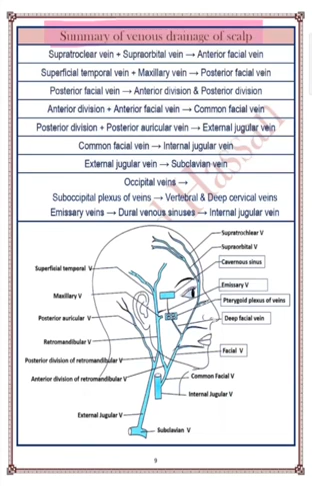 Summary of venous drainage of scalp
Supratroclear vein + Supraorbital vein → Anterior facial vein
Superficial temporal vein + Maxillary vein → Posterior facial vein
Posterior facial vein → Anterior division & Posterior division
Anterior division + Anterior facial vein → Common facial vein
Posterior division + Posterior auricular vein → External jugular vein
Common facial vein → Internal jugular vein
External jugular vein → Subclavian vein
Occipital veins →
Suboccipital plexus of veins → Vertebral & Deep cervical veins
Emissary veins → Dural venous sinuses → Internal jugular vein
Hassan
Supratrochlear V
Supraorbital V
Cavernous sinus
Superficial temporal V
Emissary V
Maxillary V
Pterygoid plexus of veins
Posterior auricular V
Deep facial vein
Retromandibular V
Facial V
Posterior division of retromandibular V
Anterior division of retromandibular V
Common Facial V
Internal Jugular V
External Jugular V
Subclavian V
9